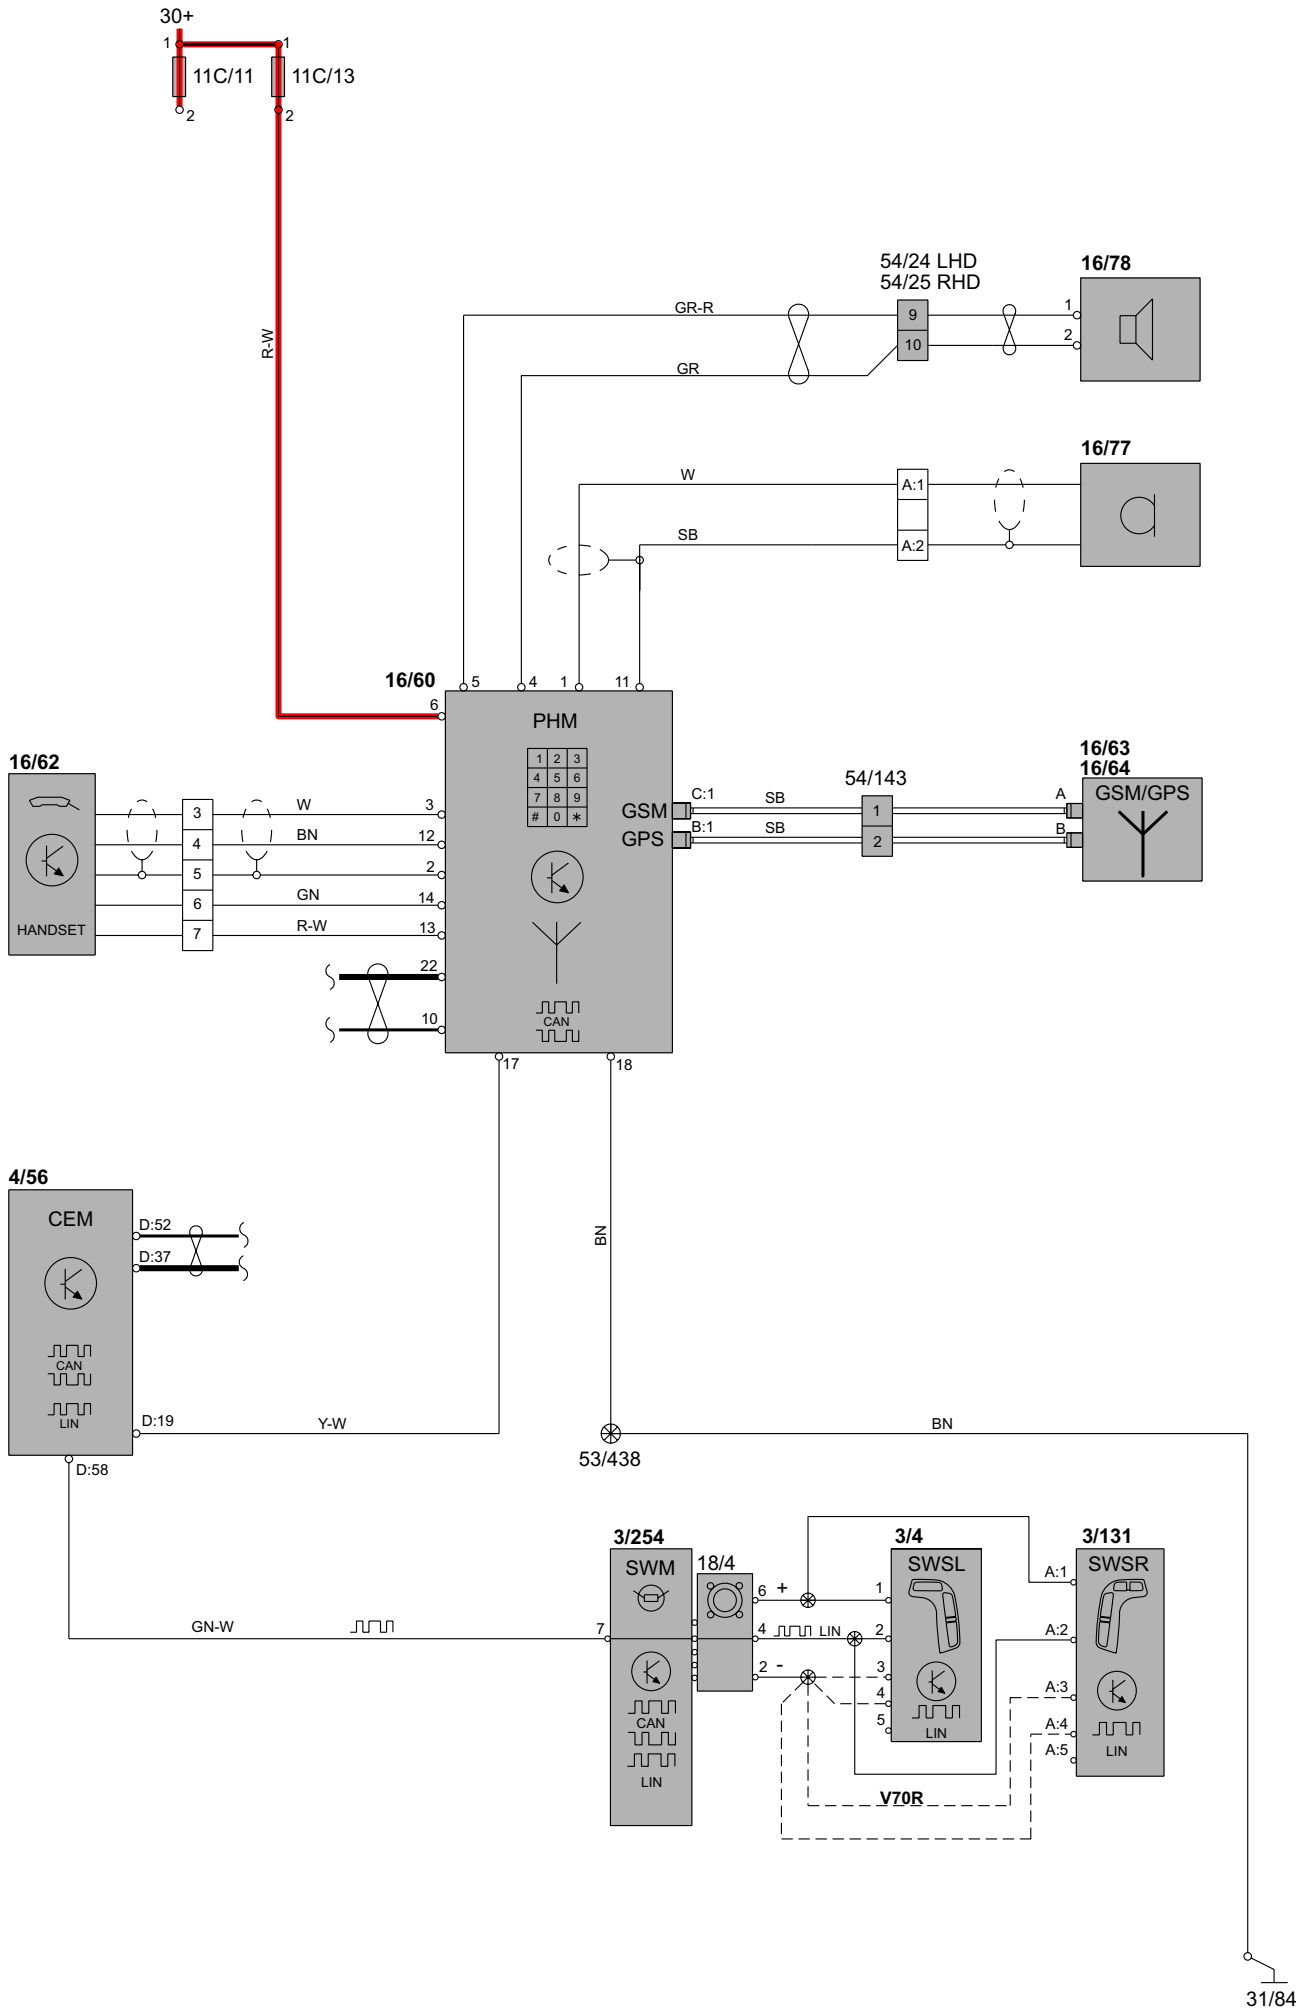 30+
1
1
11C/11
11C/13
2
2
R-W
54/24 LHD
54/25 RHD
16/78
GR-R
9
1
10
2
GR
16/77
W
A:1
SB
A:2
16/60
5
4
1
11
6
PHM
1 2 3
4 5 6
7 8 9
# 0 *
16/62
16/63
16/64
54/143
GSM/GPS
C:1
SB
1
A
GSM
B:1
SB
2
B
GPS
3
W
3
4
BN
12
5
2
6
GN
14
HANDSET
7
R-W
13
22
10
CAN
17
18
4/56
CEM
D:52
D:37
BN
CAN
LIN
D:19
Y-W
BN
D:58
53/438
3/254
3/4
3/131
SWM
18/4
SWSL
SWSR
A:1
6
+
1
GN-W
7
4
LIN
2
A:2
2
-
3
4
A:3
5
A:4
A:5
CAN
LIN
LIN
LIN
V70R
31/84